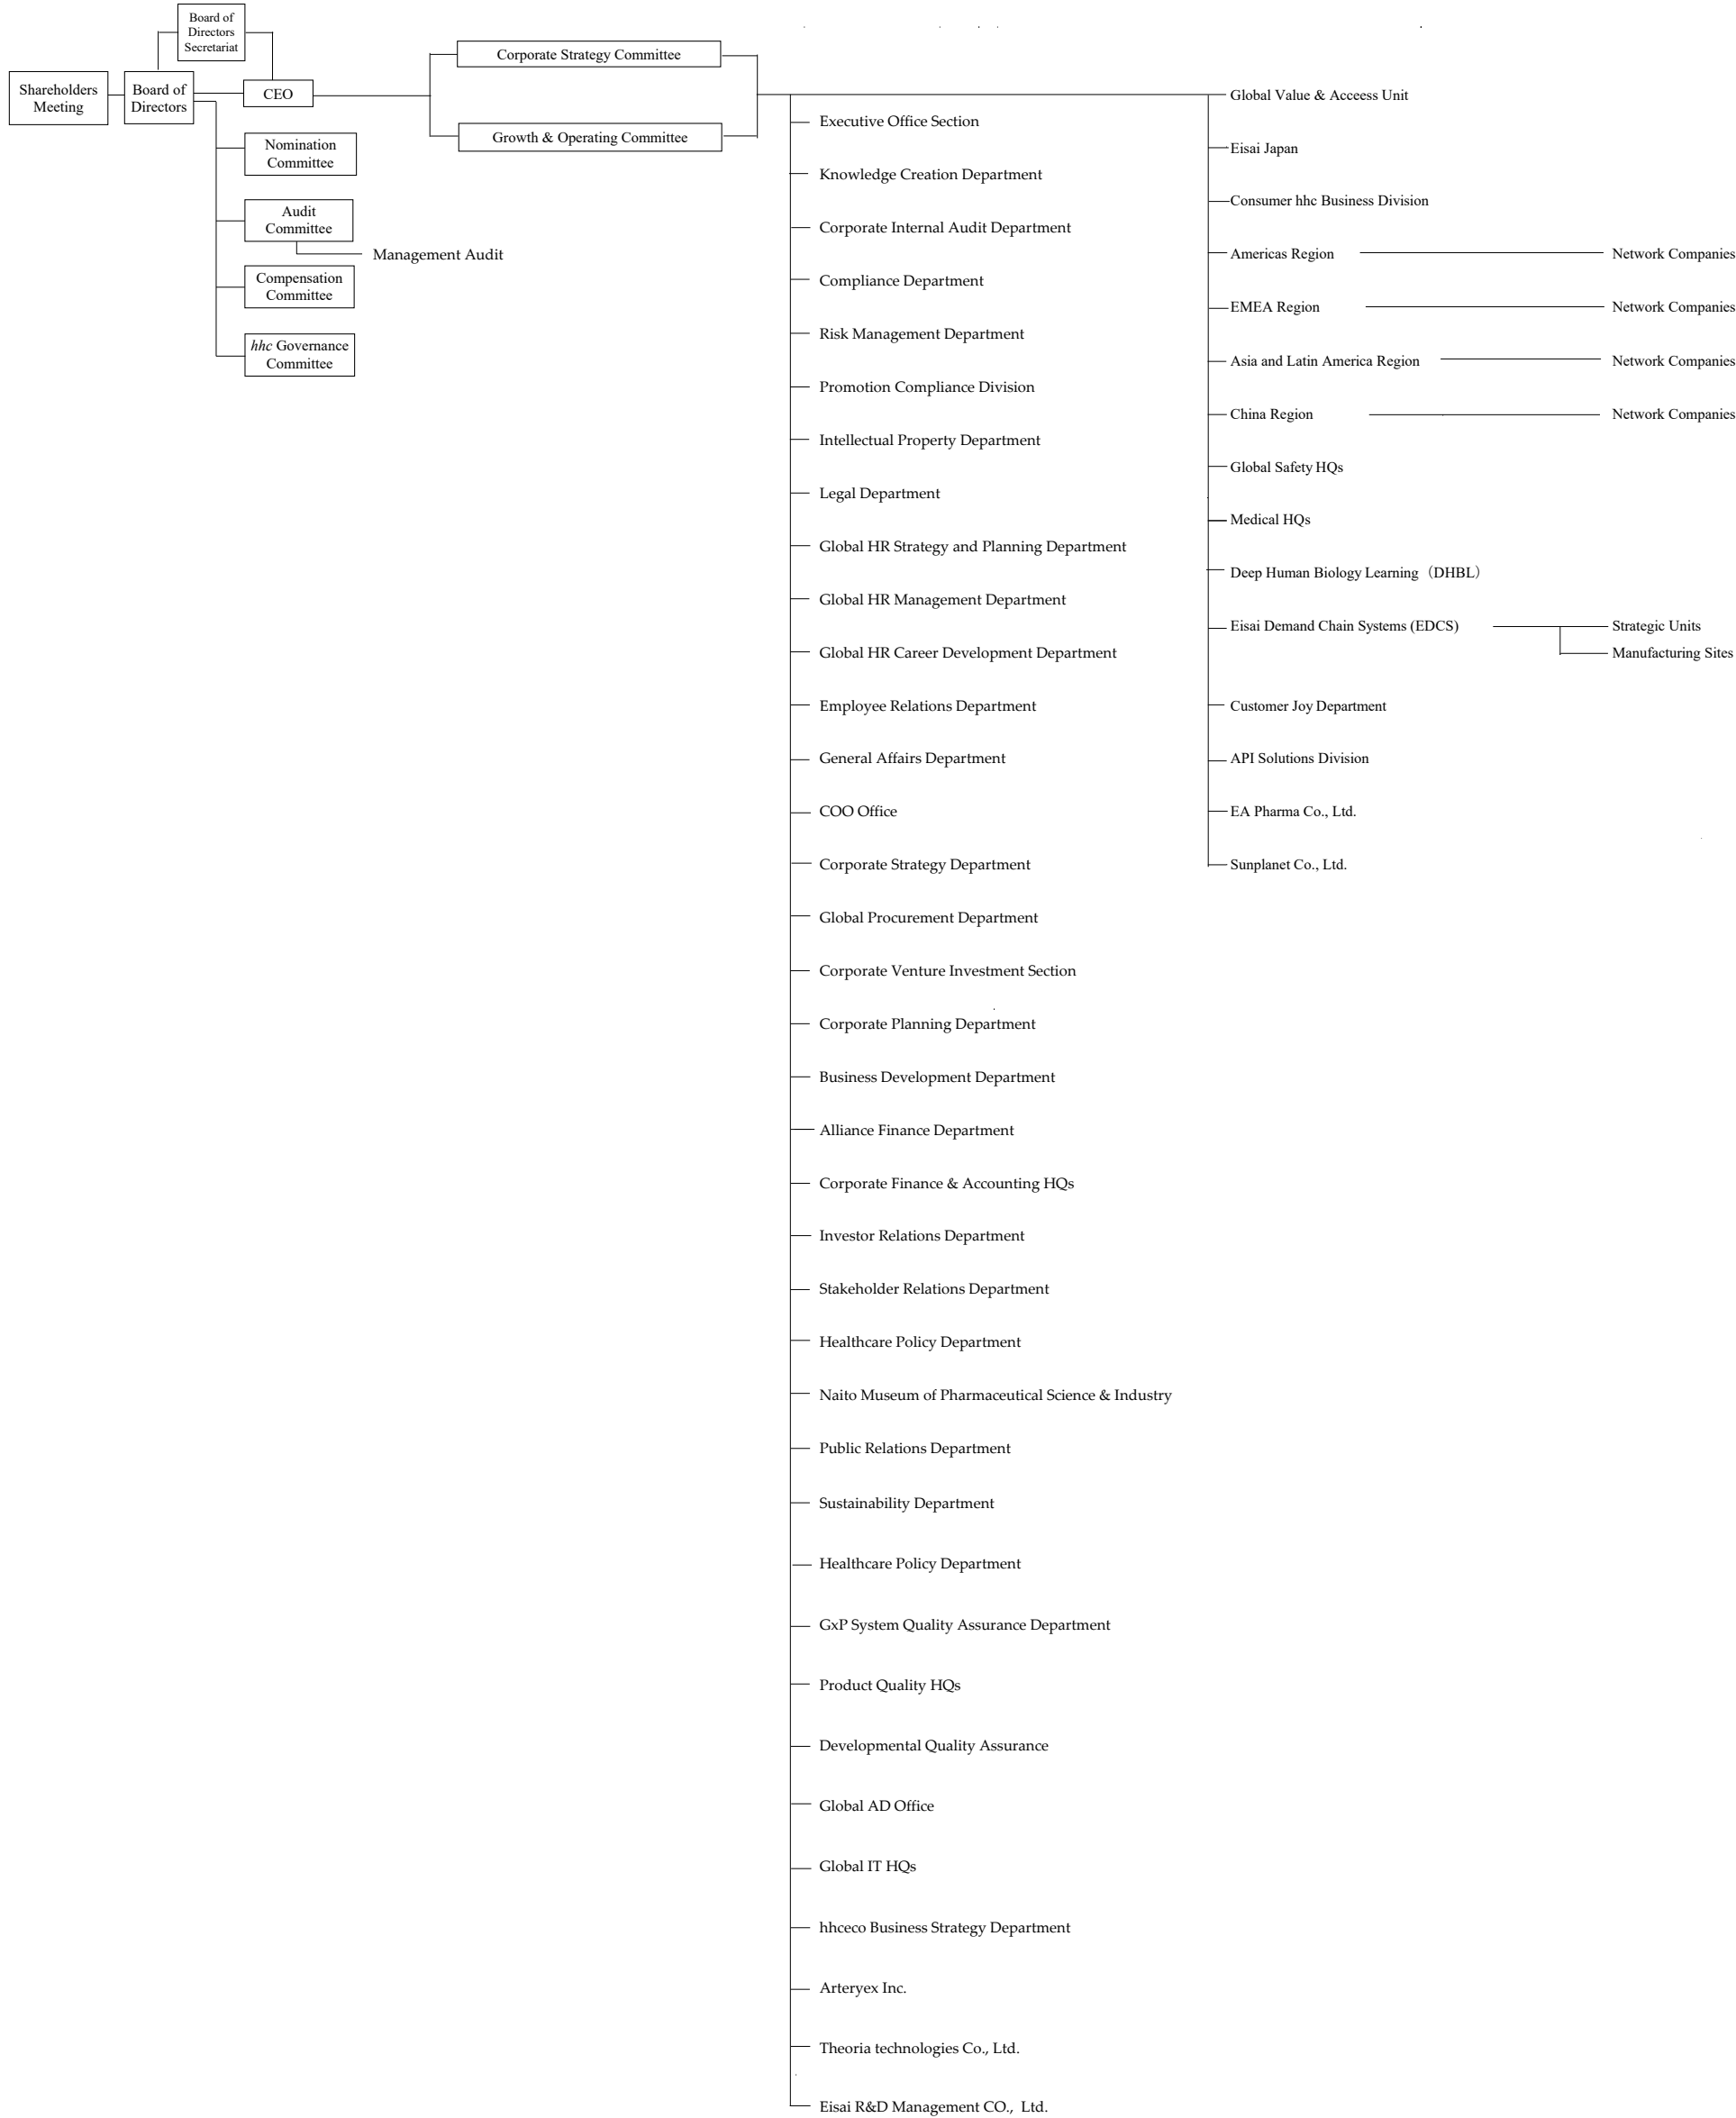 Board of
Directors
Secretariat
Shareholders
Meeting
Board of
Directors
CEO
Nomination
Committee
Audit
Committee
Management Audit
Compensation
Committee
hhc Governance
Committee
Corporate Strategy Committee
Growth & Operating Committee
Executive Office Section
Knowledge Creation Department
Corporate Internal Audit Department
Compliance Department
Risk Management Department
Promotion Compliance Division
Intellectual Property Department
Legal Department
Global HR Strategy and Planning Department
Global HR Management Department
Global HR Career Development Department
Employee Relations Department
General Affairs Department
COO Office
Corporate Strategy Department
Global Procurement Department
Corporate Venture Investment Section
Corporate Planning Department
Business Development Department
Alliance Finance Department
Corporate Finance & Accounting HQs
Investor Relations Department
Stakeholder Relations Department
Healthcare Policy Department
Naito Museum of Pharmaceutical Science & Industry
Public Relations Department
Sustainability Department
Healthcare Policy Department
GxP System Quality Assurance Department
Product Quality HQs
Developmental Quality Assurance
Global AD Office
Global IT HQs
hhceco Business Strategy Department
Arteryex Inc.
Theoria technologies Co., Ltd.
Eisai R&D Management CO., Ltd.
Global Value & Acceess Unit
Eisai Japan
Consumer hhc Business Division
Americas Region
Network Companies
EMEA Region
Network Companies
Asia and Latin America Region
Network Companies
China Region
Network Companies
Global Safety HQs
Medical HQs
Deep Human Biology Learning（DHBL）
Eisai Demand Chain Systems (EDCS)
Strategic Units
Manufacturing Sites
Customer Joy Department
API Solutions Division
EA Pharma Co., Ltd.
Sunplanet Co., Ltd.